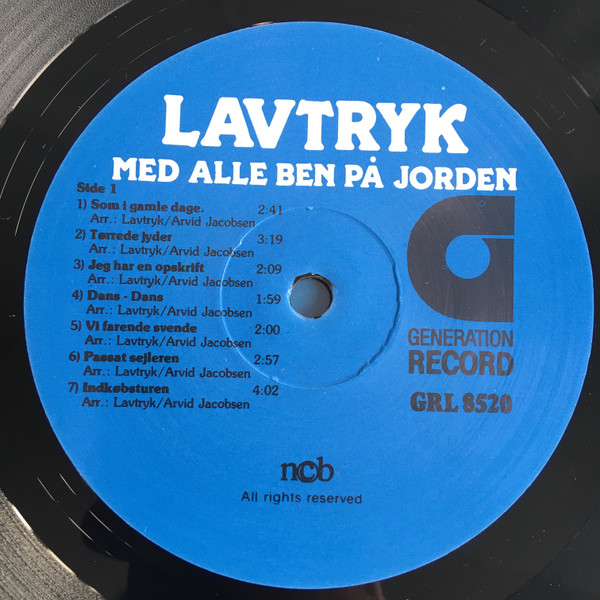 LAVTRYK
MED ALLE BEN PÅ JORDEN
Side 1
1) Som i gamle dage. 2:41
Arr.: Lavtryk/Arvid Jacobsen
2) Tørrede jyder 3:19
Arr.: Lavtryk/Arvid Jacobsen
3) Jeg har en opskrift 2:09
Arr.: Lavtryk/Arvid Jacobsen
4) Dans - Dans 1:59
Arr.: Lavtryk/Arvid Jacobsen
5) Vi farende svende 2:00
Arr.: Lavtryk/Arvid Jacobsen
6) Passat sejleren 2:57
Arr.: Lavtryk/Arvid Jacobsen
7) Indkøbsturen 4:02
Arr.: Lavtryk/Arvid Jacobsen
GENERATION
RECORD
GRL 8520
ncb
All rights reserved